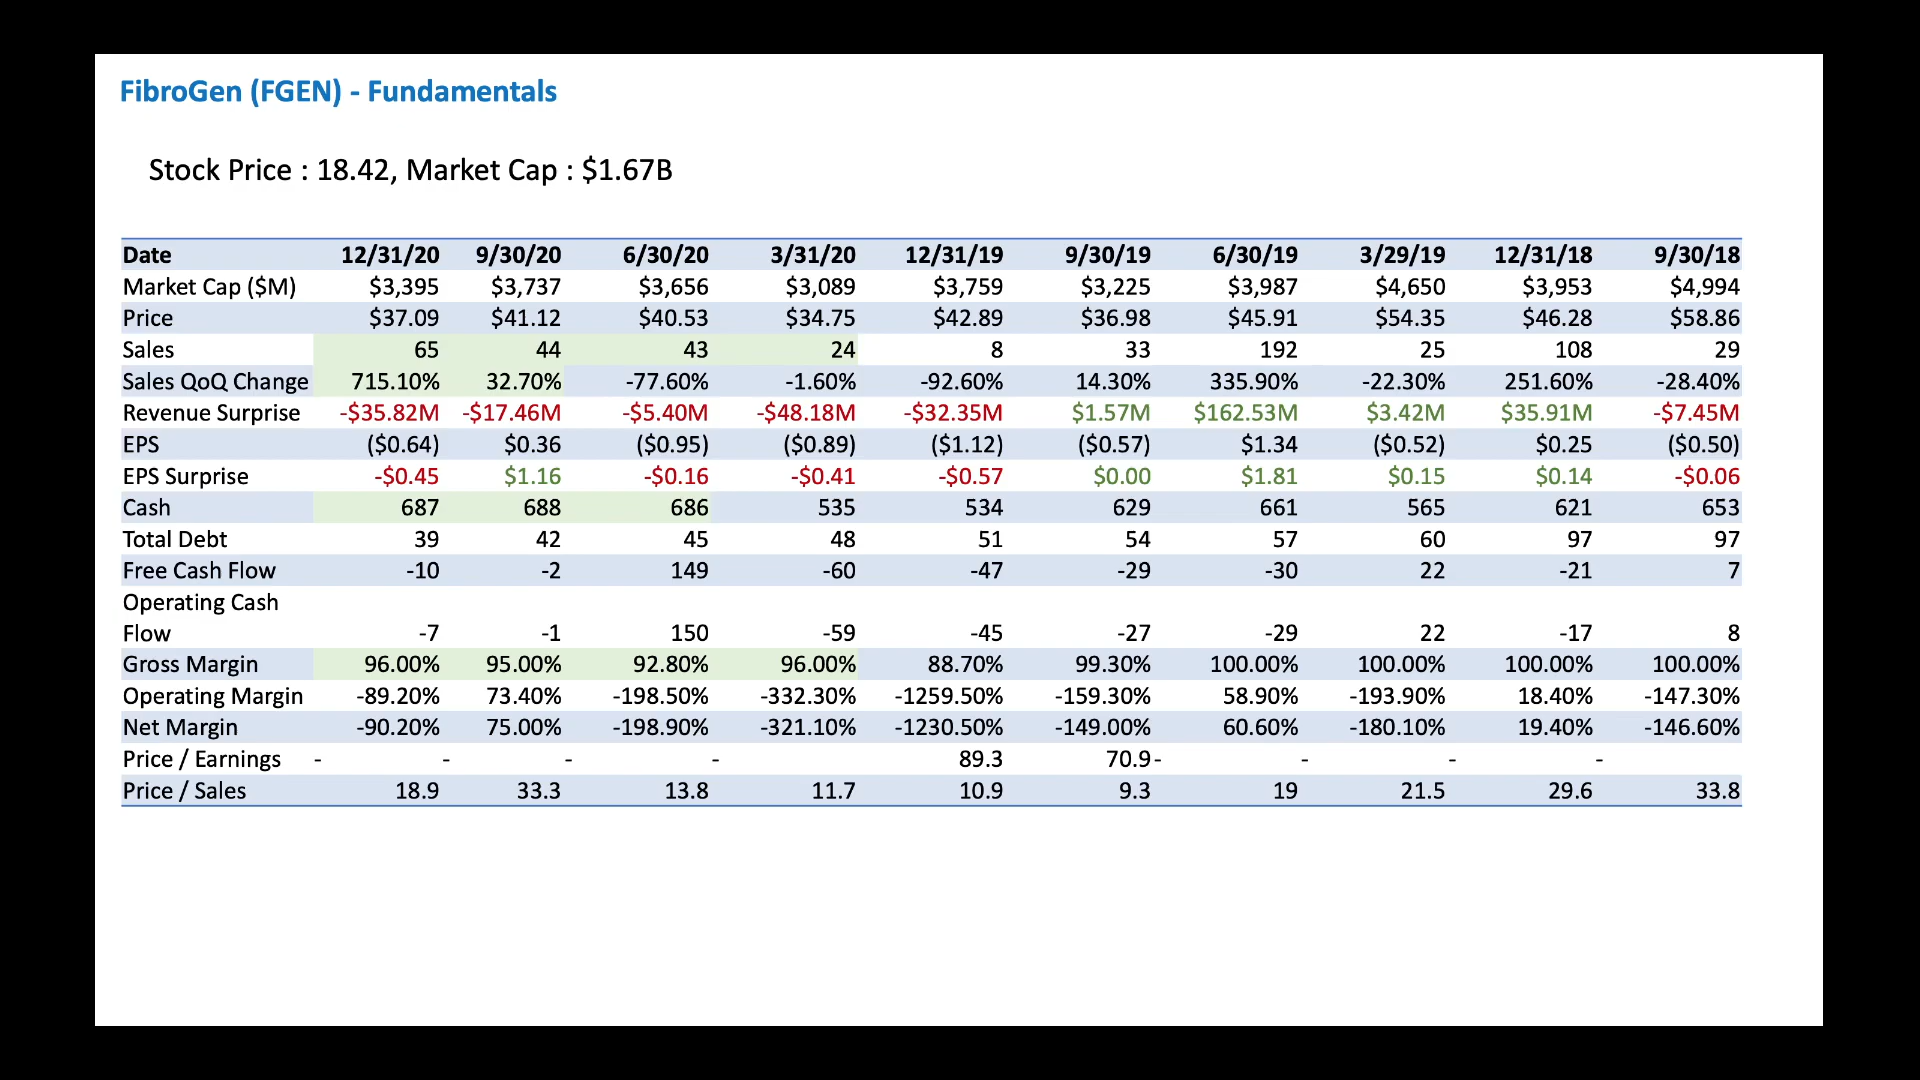 FibroGen (FGEN) - Fundamentals
Stock Price : 18.42, Market Cap : $1.67B
Date 12/31/20 9/30/20 6/30/20 3/31/20 12/31/19 9/30/19 6/30/19 3/29/19 12/31/18 9/30/18
Market Cap ($M) $3,395 $3,737 $3,656 $3,089 $3,759 $3,225 $3,987 $4,650 $3,953 $4,994
Price $37.09 $41.12 $40.53 $34.75 $42.89 $36.98 $45.91 $54.35 $46.28 $58.86
Sales 65 44 43 24 8 33 192 25 108 29
Sales QoQ Change 715.10% 32.70% -77.60% -1.60% -92.60% 14.30% 335.90% -22.30% 251.60% -28.40%
Revenue Surprise -$35.82M -$17.46M -$5.40M -$48.18M -$32.35M $1.57M $162.53M $3.42M $35.91M -$7.45M
EPS ($0.64) $0.36 ($0.95) ($0.89) ($1.12) ($0.57) $1.34 ($0.52) $0.25 ($0.50)
EPS Surprise -$0.45 $1.16 -$0.16 -$0.41 -$0.57 $0.00 $1.81 $0.15 $0.14 -$0.06
Cash 687 688 686 535 534 629 661 565 621 653
Total Debt 39 42 45 48 51 54 57 60 97 97
Free Cash Flow -10 -2 149 -60 -47 -29 -30 22 -21 7
Operating Cash
Flow -7 -1 150 -59 -45 -27 -29 22 -17 8
Gross Margin 96.00% 95.00% 92.80% 96.00% 88.70% 99.30% 100.00% 100.00% 100.00% 100.00%
Operating Margin -89.20% 73.40% -198.50% -332.30% -1259.50% -159.30% 58.90% -193.90% 18.40% -147.30%
Net Margin -90.20% 75.00% -198.90% -321.10% -1230.50% -149.00% 60.60% -180.10% 19.40% -146.60%
Price / Earnings - - - - 89.3 70.9 - - - -
Price / Sales 18.9 33.3 13.8 11.7 10.9 9.3 19 21.5 29.6 33.8